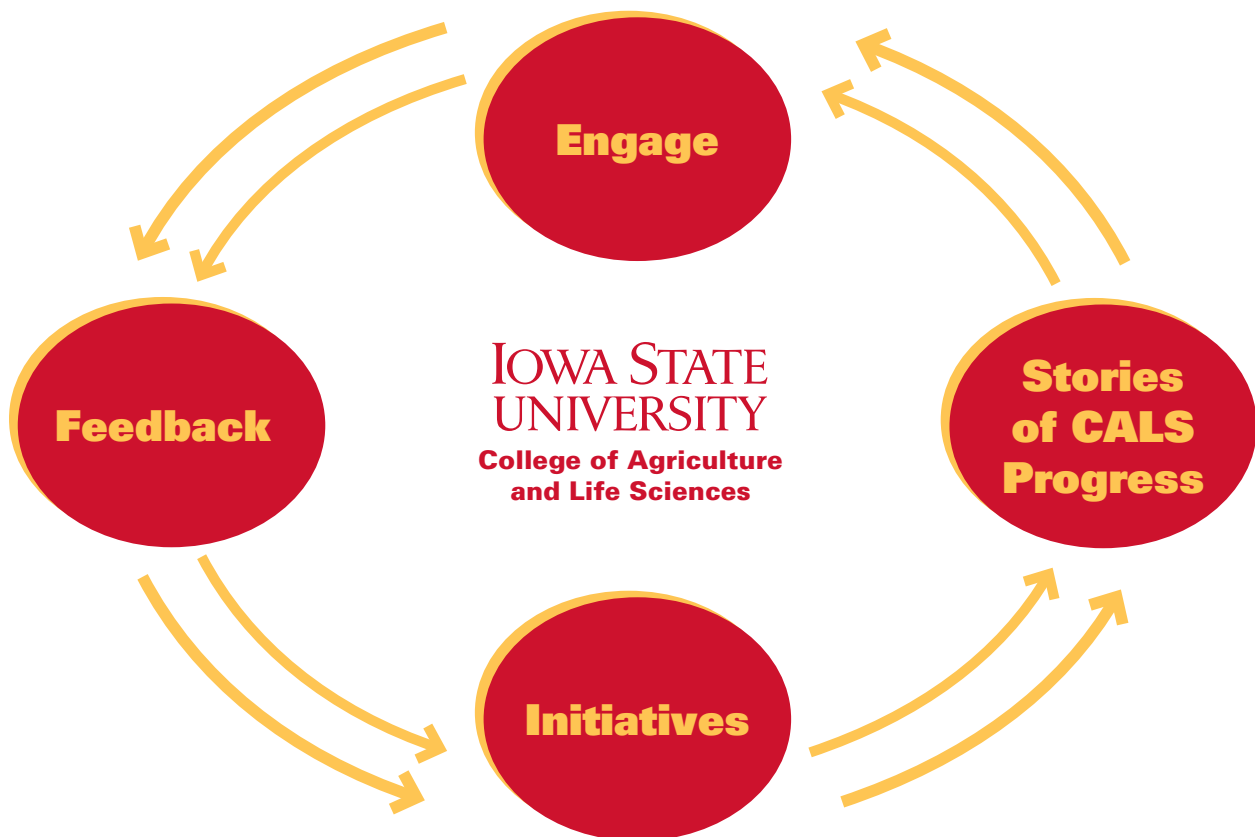 Engage
Feedback
IOWA STATE
UNIVERSITY
College of Agriculture
and Life Sciences
Stories
of CALS
Progress
Initiatives